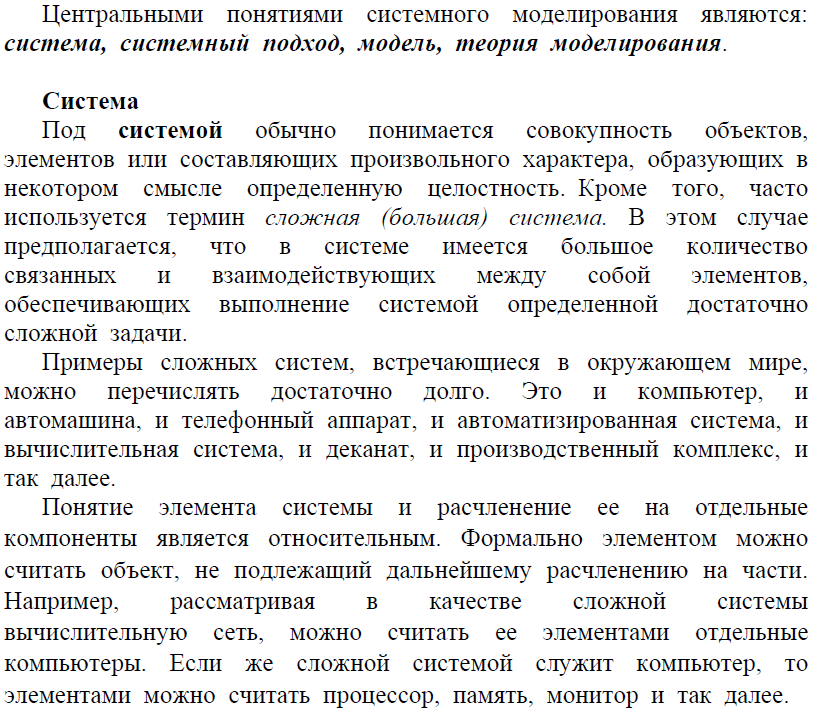 Центральными понятиями системного моделирования являются:
система, системный подход, модель, теория моделирования.
Система
Под системой обычно понимается совокупность объектов,
элементов или составляющих произвольного характера, образующих в
некотором смысле определенную целостность. Кроме того, часто
используется термин сложная (большая) система. В этом случае
предполагается, что в системе имеется большое количество
связанных и взаимодействующих между собой элементов,
обеспечивающих выполнение системой определенной достаточно
сложной задачи.
Примеры сложных систем, встречающиеся в окружающем мире,
можно перечислять достаточно долго. Это и компьютер, и
автомашина, и телефонный аппарат, и автоматизированная система, и
вычислительная система, и деканат, и производственный комплекс, и
так далее.
Понятие элемента системы и расчленение ее на отдельные
компоненты является относительным. Формально элементом можно
считать объект, не подлежащий дальнейшему расчленению на части.
Например, рассматривая в качестве сложной системы
вычислительную сеть, можно считать ее элементами отдельные
компьютеры. Если же сложной системой служит компьютер, то
элементами можно считать процессор, память, монитор и так далее.